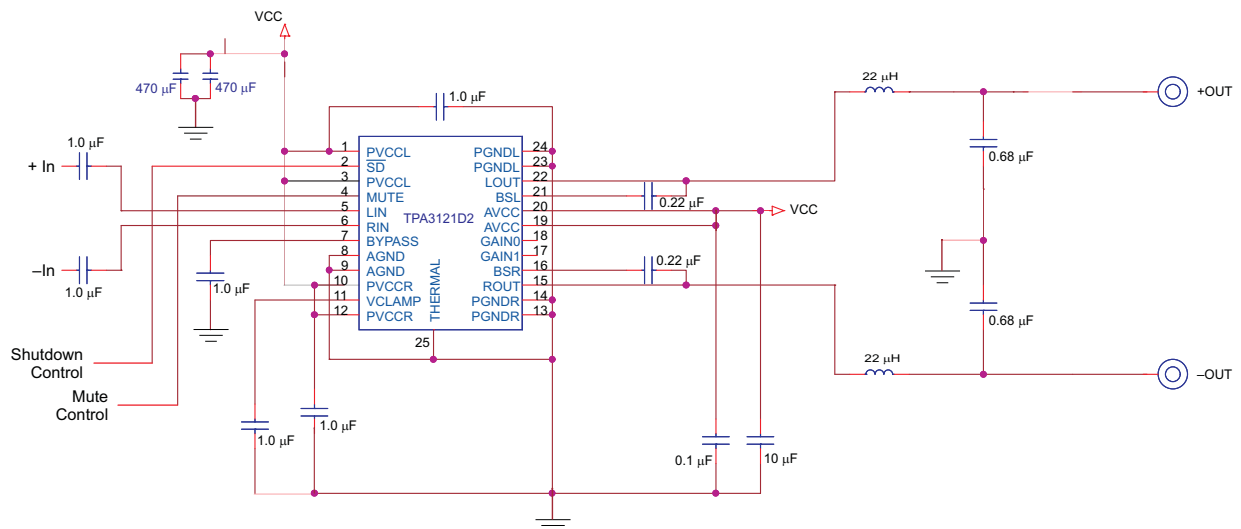 VCC
470 µF
470 µF
1.0 µF
22 µH
+OUT
1.0 µF
+ In
0.68 µF
1
2
3
4
5
6
7
8
9
10
11
12
PVCCL
SD
PVCCL
MUTE
LIN
RIN
BYPASS
AGND
AGND
PVCCR
VCLAMP
PVCCR
TPA3121D2
THERMAL
25
PGNDL
PGNDL
LOUT
BSL
AVCC
AVCC
GAIN0
GAIN1
BSR
ROUT
PGNDR
PGNDR
24
23
22
21
20
19
18
17
16
15
14
13
0.22 µF
VCC
0.22 µF
–In
1.0 µF
1.0 µF
0.68 µF
Shutdown
Control
Mute
Control
22 µH
–OUT
1.0 µF
1.0 µF
0.1 µF
10 µF